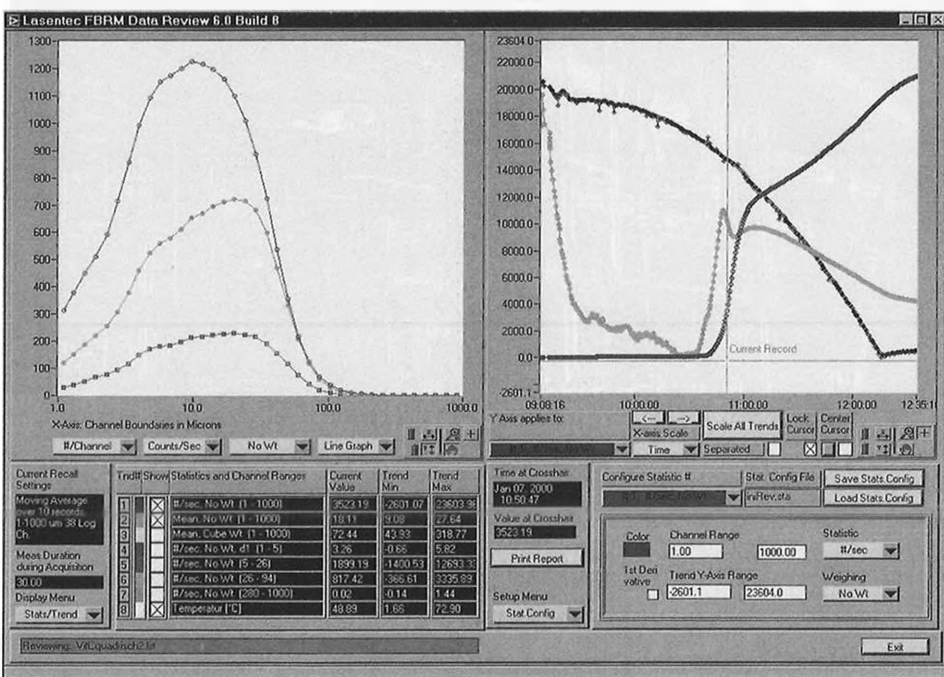 Lasentec FBRM Data Review 6.0 Build 8
1300
1200
1100
1000
900
800
700
600
500
400
300
200
100
0
1.0 10.0 100.0 1000.0
X-Axis: Channel Boundaries in Microns
#/Channel Counts/Sec No Wt Line Graph
23604.0
22000.0
20000.0
18000.0
16000.0
14000.0
12000.0
10000.0
8000.0
6000.0
4000.0
2000.0
0.0
-2601.1
Current Record
09:08:16 10:00:00 11:00:00 12:00:00 12:35:1
Y Axis applies to:
<-- -->
X-axis Scale
Time
Scale All Trends
Separated
Lock Cursor
Center Cursor
Current Recall Settings
Moving Average
over 10 records.
1-1000 um 38 Log
Ch.
Meas Duration
during Acquisition
30.00
Display Menu
Stats/Trend
Trnd# Show Statistics and Channel Ranges Current Value Trend Min Trend Max
1 #/sec, No Wt (1 - 1000) 3523.19 -2601.07 23603.98
2 Mean, No Wt (1 - 1000) 18.11 9.08 27.64
3 Mean, Cube Wt (1 - 1000) 72.44 43.93 318.77
4 #/sec, No Wt, d1 (1 - 5) 3.26 -0.66 5.82
5 #/sec, No Wt (5 - 26) 1899.19 -1400.53 12693.3
6 #/sec, No Wt (26 - 94) 817.42 -366.61 3335.89
7 #/sec, No Wt (280 - 1000) 0.02 -0.14 1.44
8 Temperatur [°C] 48.89 1.66 72.90
Time at Crosshair
Jan 07, 2000
10:50:47
Value at Crosshair
3523.19
Print Report
Setup Menu
Stat Config
Configure Statistic #
Stat. Config File
iniRev.sta
Save Stats.Config
Load Stats.Config
Color
Channel Range
1.00 1000.00
Statistic
#/sec
1st Deri
vative
Trend Y-Axis Range
-2601.1 23604.0
Weighing
No Wt
Reviewing:
Exit